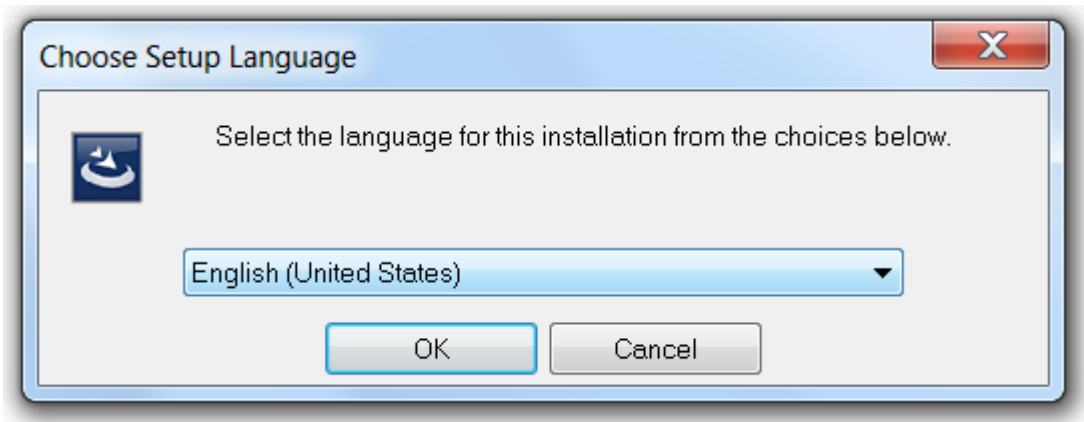 Choose Setup Language
Select the language for this installation from the choices below.
English (United States)
OK
Cancel